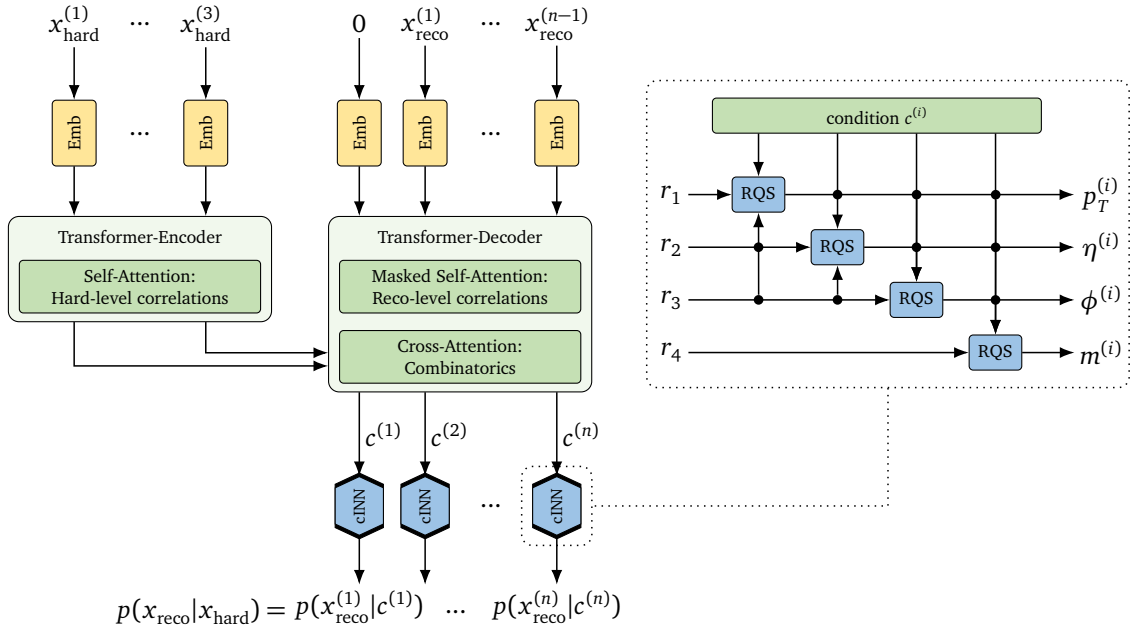 x_hard^(1) ... x_hard^(3) 0 x_reco^(1) ... x_reco^(n−1)
Emb ... Emb Emb Emb ... Emb
Transformer-Encoder
Self-Attention:
Hard-level correlations
Transformer-Decoder
Masked Self-Attention:
Reco-level correlations
Cross-Attention:
Combinatorics
c^(1) c^(2) c^(n)
cINN cINN ... cINN
p(x_reco|x_hard) = p(x_reco^(1)|c^(1)) ... p(x_reco^(n)|c^(n))
condition c^(i)
r_1 RQS p_T^(i)
r_2 RQS η^(i)
r_3 RQS ϕ^(i)
r_4 RQS m^(i)